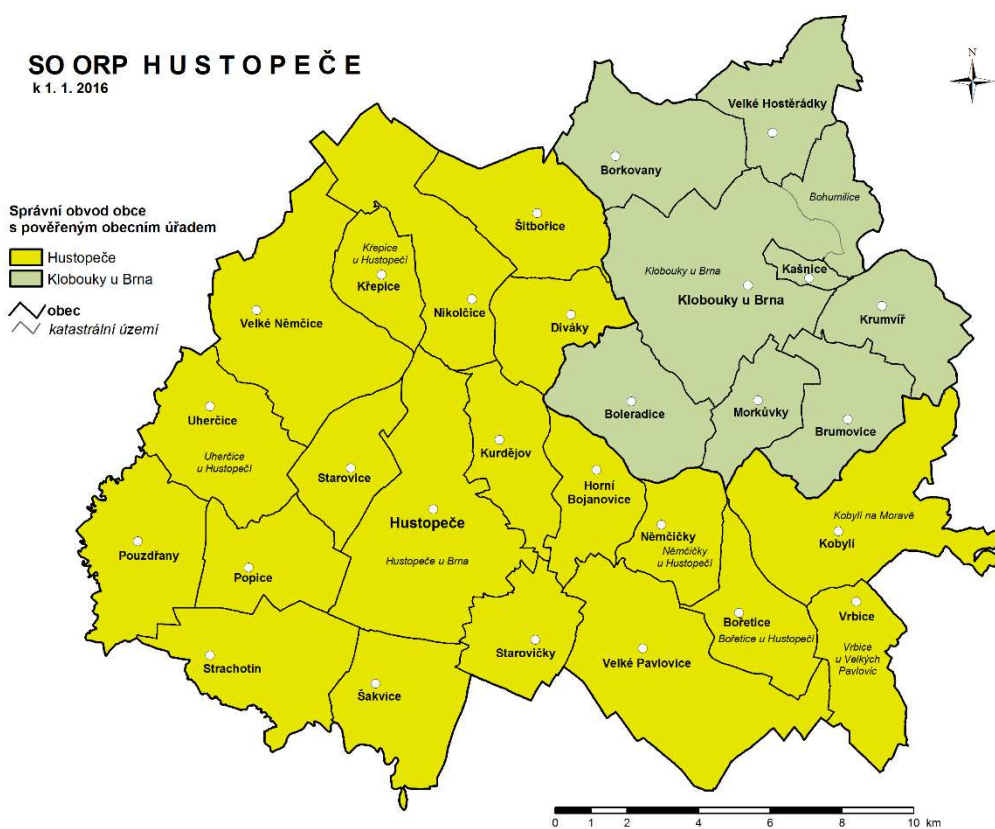 SO ORP H U S T O P E Č E
k 1. 1. 2016
N
Správní obvod obce
s pověřeným obecním úřadem
Hustopeče
Klobouky u Brna
obec
katastrální území
Velké Hostěrádky
Borkovany
Bohumilice
Šitbořice
Křepice
u Hustopečí
Křepice
Klobouky u Brna
Kašnice
Klobouky u Brna
Nikolčice
Velké Němčice
Diváky
Krumvíř
Boleradice
Morkůvky
Brumovice
Uherčice
Uherčice
u Hustopečí
Starovice
Kurdějov
Horní
Bojanovice
Hustopeče
Hustopeče u Brna
Němčičky
Němčičky
u Hustopečí
Kobylí na Moravě
Kobylí
Pouzdřany
Popice
Bořetice
Bořetice u Hustopečí
Vrbice
Vrbice
u Velkých
Pavlovic
Starovičky
Velké Pavlovice
Strachotín
Šakvice
0 1 2 4 6 8 10 km